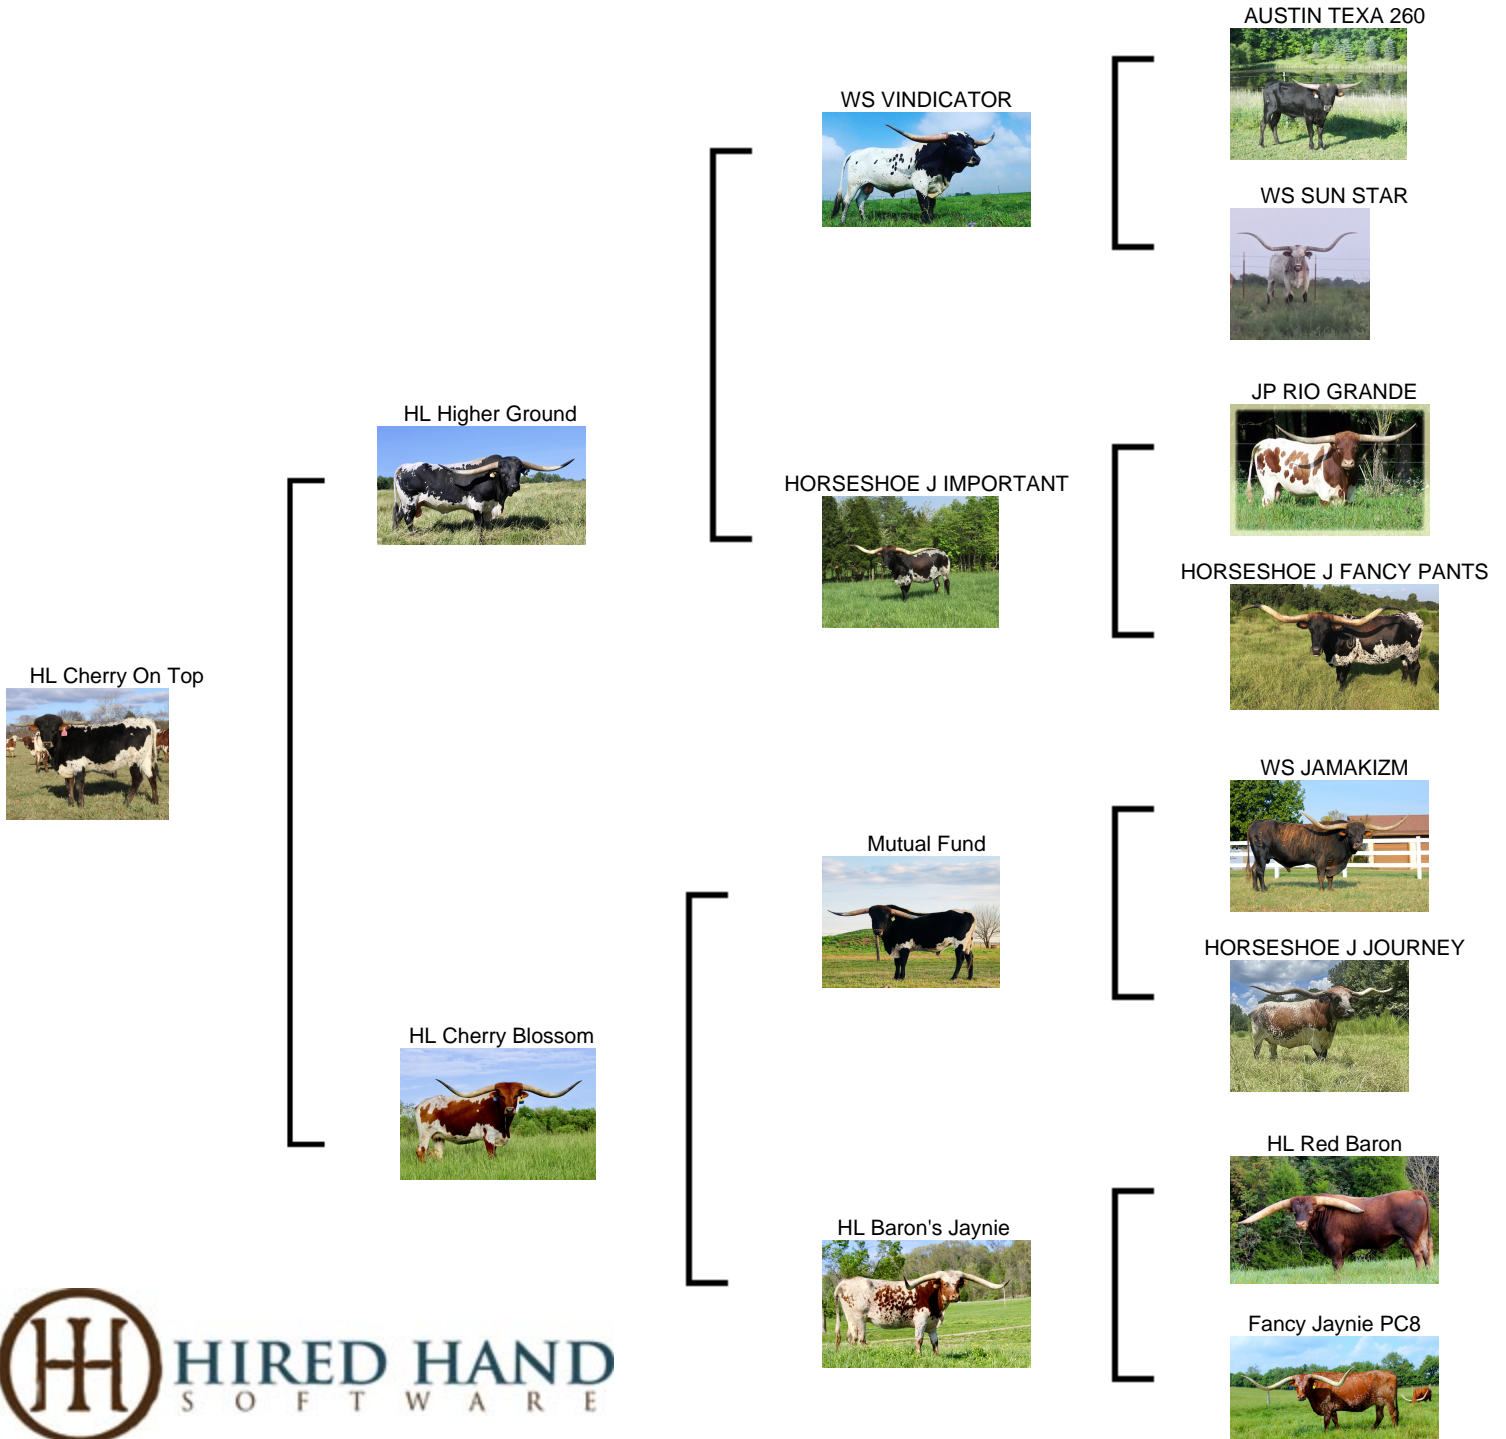 AUSTIN TEXA 260
WS VINDICATOR
WS SUN STAR
JP RIO GRANDE
HL Higher Ground
HORSESHOE J IMPORTANT
HORSESHOE J FANCY PANTS
HL Cherry On Top
WS JAMAKIZM
Mutual Fund
HORSESHOE J JOURNEY
HL Cherry Blossom
HL Red Baron
HL Baron's Jaynie
Fancy Jaynie PC8
HIRED HAND
SOFTWARE